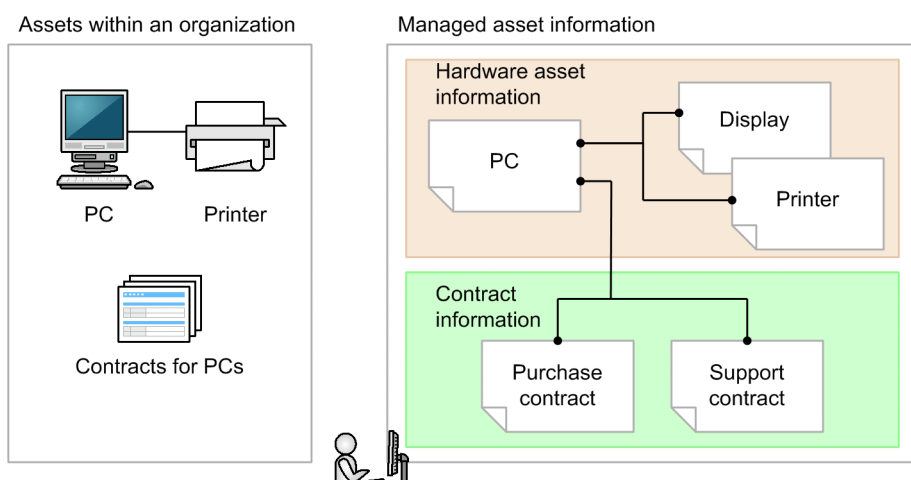 Assets within an organization
PC
Printer
Contracts for PCs
Managed asset information
Hardware asset
information
PC
Display
Printer
Contract
information
Purchase
contract
Support
contract